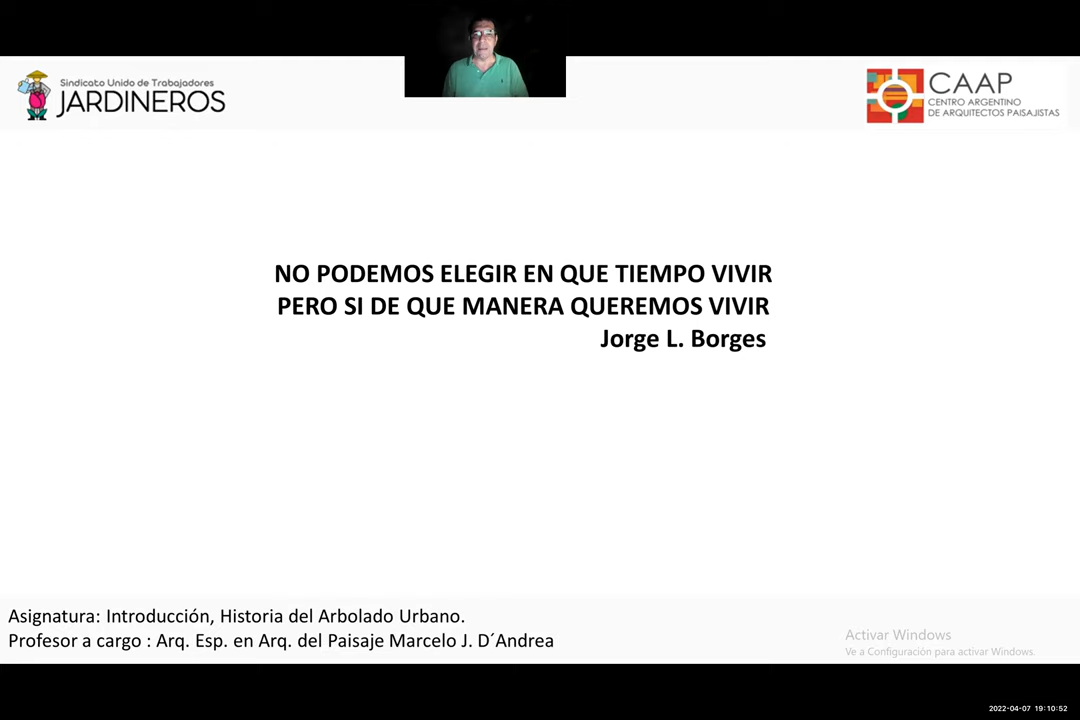 Sindicato Unido de Trabajadores
JARDINEROS
CAAP
CENTRO ARGENTINO
DE ARQUITECTOS PAISAJISTAS
NO PODEMOS ELEGIR EN QUE TIEMPO VIVIR
PERO SI DE QUE MANERA QUEREMOS VIVIR
Jorge L. Borges
Asignatura: Introducción, Historia del Arbolado Urbano.
Profesor a cargo : Arq. Esp. en Arq. del Paisaje Marcelo J. D´Andrea
Activar Windows
Ve a Configuración para activar Windows.
2022-04-07 19:10:52